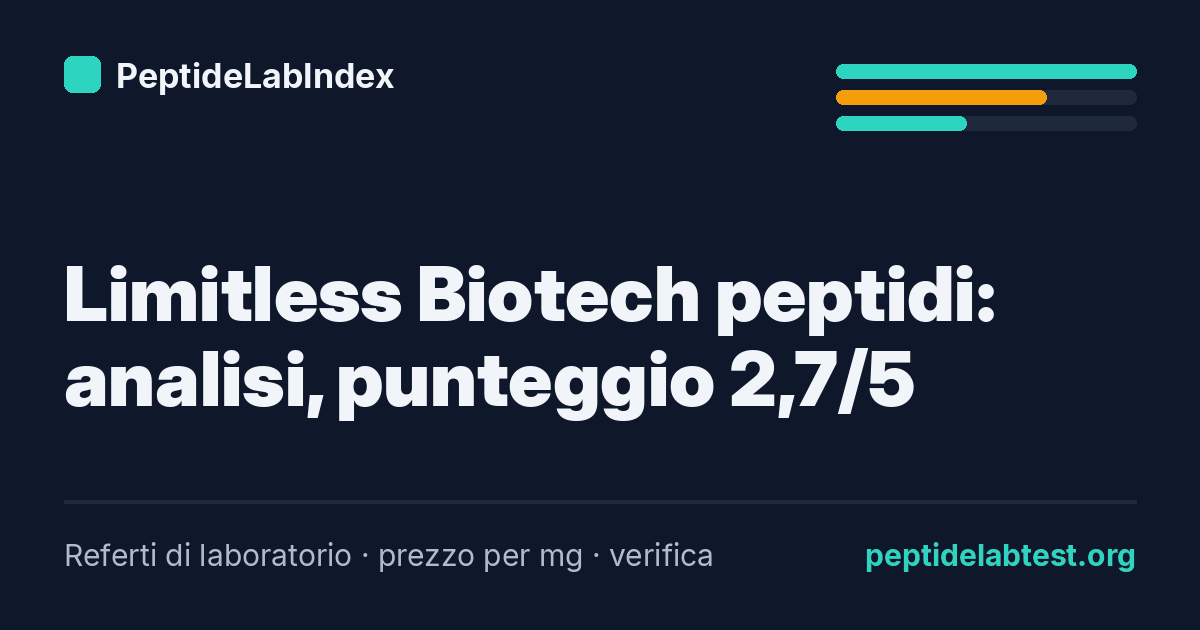 PeptideLabIndex
Limitless Biotech peptidi:
analisi, punteggio 2,7/5
Referti di laboratorio · prezzo per mg · verifica
peptidelabtest.org